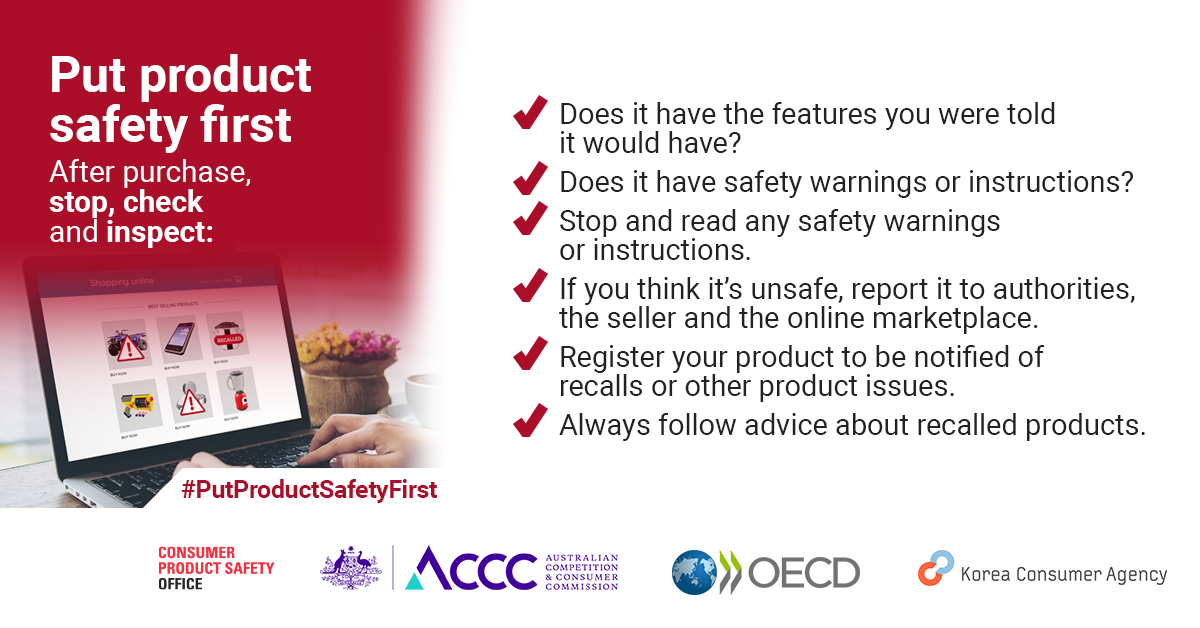 Put product
safety first
After purchase,
stop, check
and inspect:
Shopping online
BEST SELLING PRODUCTS
RECALLED
BUY NOW
BUY NOW
BUY NOW
BUY NOW
BUY NOW
BUY NOW
#PutProductSafetyFirst
Does it have the features you were told
it would have?
Does it have safety warnings or instructions?
Stop and read any safety warnings
or instructions.
If you think it’s unsafe, report it to authorities,
the seller and the online marketplace.
Register your product to be notified of
recalls or other product issues.
Always follow advice about recalled products.
CONSUMER
PRODUCT SAFETY
OFFICE
ACCC
AUSTRALIAN
COMPETITION
& CONSUMER
COMMISSION
OECD
Korea Consumer Agency